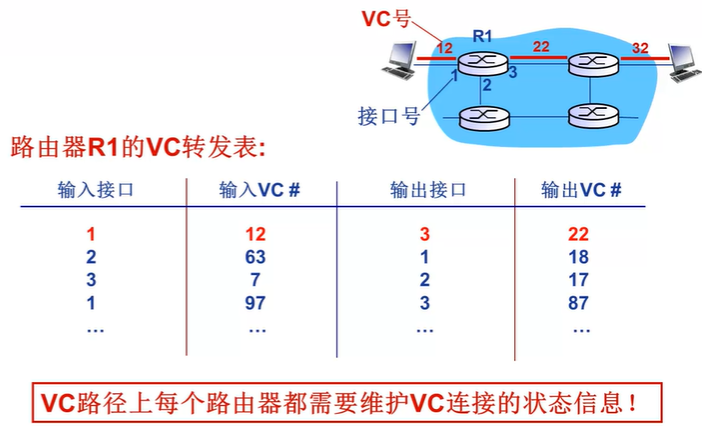 VC号
R1
12
22
32
1
2
3
接口号
路由器R1的VC转发表:
输入接口 输入VC # 输出接口 输出VC #
1 12 3 22
2 63 1 18
3 7 2 17
1 97 3 87
... ... ... ...
VC路径上每个路由器都需要维护VC连接的状态信息！